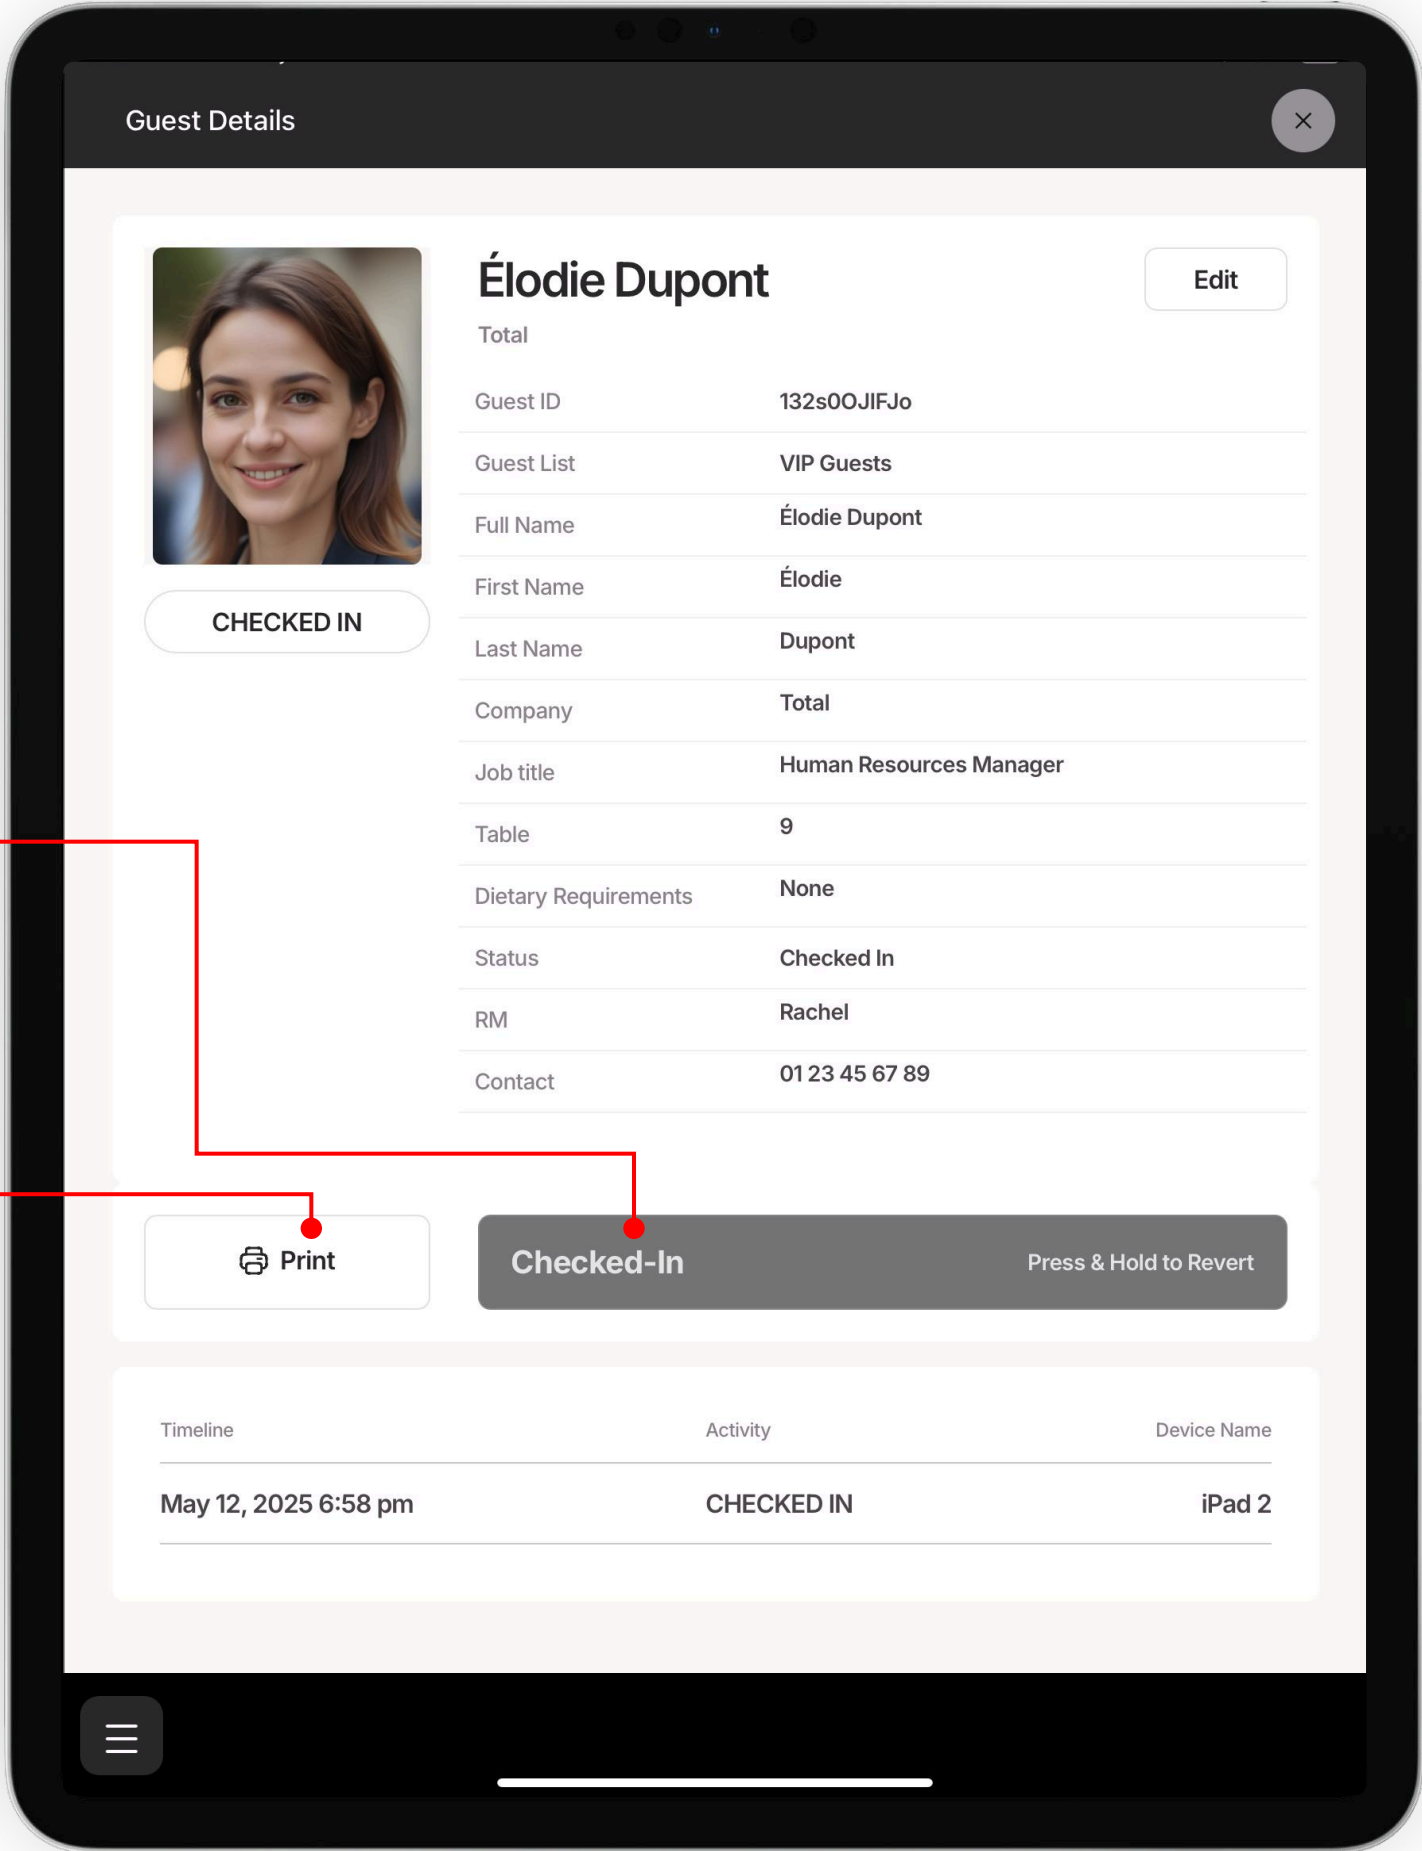 Guest Details
Élodie Dupont
Edit
Total
Guest ID 132s0OJIFJo
Guest List VIP Guests
Full Name Élodie Dupont
First Name Élodie
CHECKED IN
Last Name Dupont
Company Total
Job title Human Resources Manager
Table 9
Dietary Requirements None
Status Checked In
RM Rachel
Contact 01 23 45 67 89
Print
Checked-In Press & Hold to Revert
Timeline Activity Device Name
May 12, 2025 6:58 pm CHECKED IN iPad 2